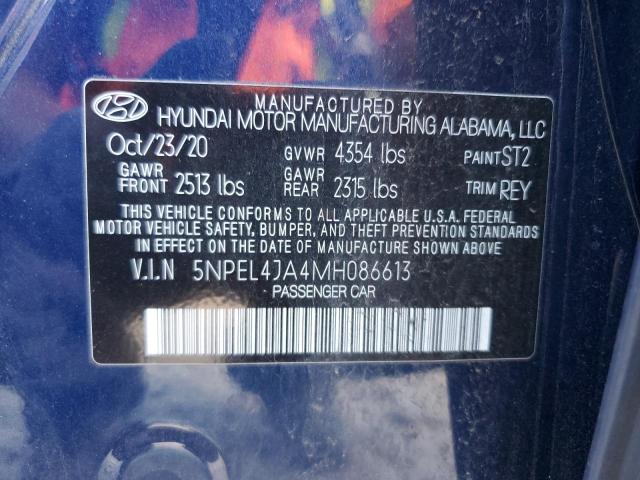 MANUFACTURED BY
HYUNDAI MOTOR MANUFACTURING ALABAMA, LLC
Oct/23/20 GVWR 4354 lbs PAINT ST2
GAWR FRONT 2513 lbs GAWR REAR 2315 lbs TRIM REY
THIS VEHICLE CONFORMS TO ALL APPLICABLE U.S.A. FEDERAL
MOTOR VEHICLE SAFETY, BUMPER, AND THEFT PREVENTION STANDARDS
IN EFFECT ON THE DATE OF MANUFACTURE SHOWN ABOVE.
V.I.N 5NPEL4JA4MH086613
PASSENGER CAR